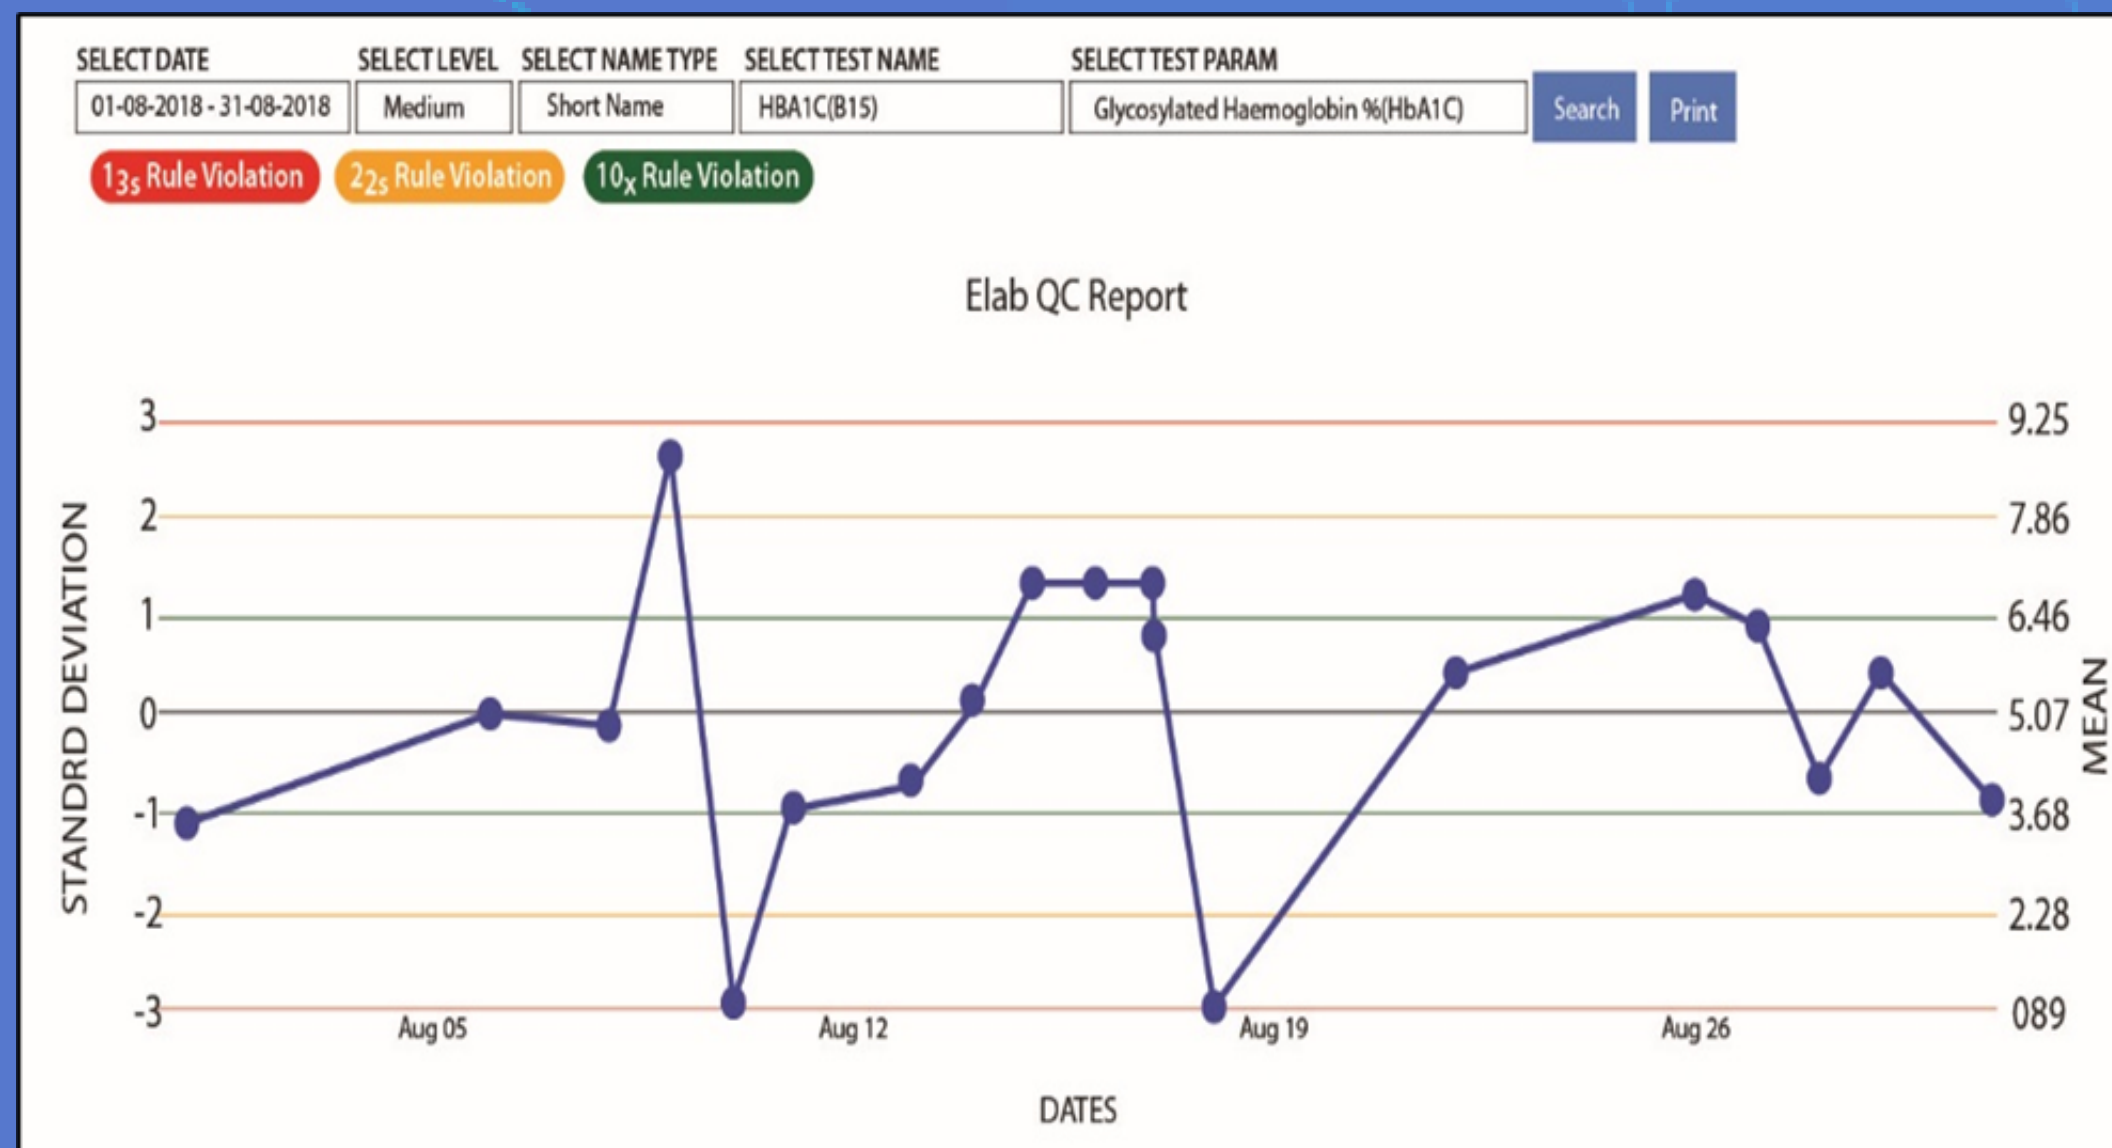 SELECT DATE SELECT LEVEL SELECT NAME TYPE SELECT TEST NAME SELECT TEST PARAM
01-08-2018 - 31-08-2018 Medium Short Name HBA1C(B15) Glycosylated Haemoglobin %(HbA1C) Search Print
13s Rule Violation 22s Rule Violation 10x Rule Violation
Elab QC Report
3 9.25
2 7.86
1 6.46
0 5.07
-1 3.68
-2 2.28
-3 089
STANDRD DEVIATION
MEAN
Aug 05 Aug 12 Aug 19 Aug 26
DATES